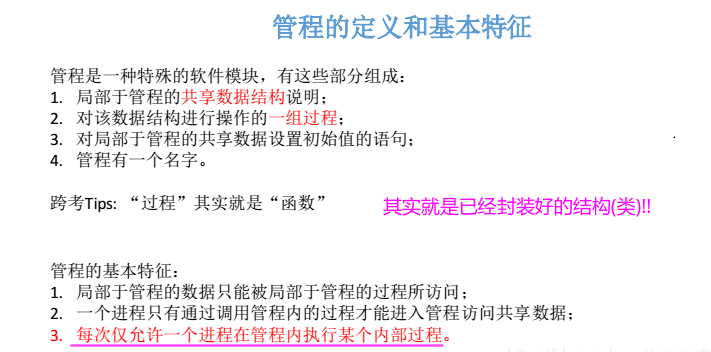 管程的定义和基本特征
管程是一种特殊的软件模块，有这些部分组成：
1. 局部于管程的共享数据结构说明；
2. 对该数据结构进行操作的一组过程；
3. 对局部于管程的共享数据设置初始值的语句；
4. 管程有一个名字。
跨考Tips: “过程”其实就是“函数”
其实就是已经封装好的结构(类)!!
管程的基本特征：
1. 局部于管程的数据只能被局部于管程的过程所访问；
2. 一个进程只有通过调用管程内的过程才能进入管程访问共享数据；
3. 每次仅允许一个进程在管程内执行某个内部过程。